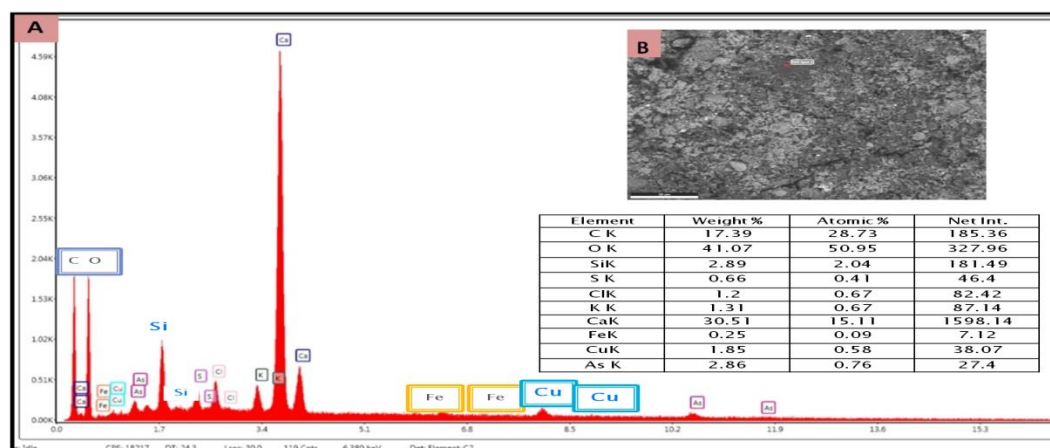 A
B
4.59K
4.08K
3.57K
3.06K
2.55K
2.04K
1.53K
1.02K
0.51K
0.00K
Ca
C O
Si
Ca
Ca
Fe
Fe
Cu
Cu
As
As
Si
S
S
Cl
Cl
K
K
Ca
Fe
Fe
Cu
Cu
As
As
0.0 1.7 3.4 5.1 6.8 8.5 10.2 11.9 13.6 15.3
Element Weight % Atomic % Net Int.
C K 17.39 28.73 185.36
O K 41.07 50.95 327.96
SiK 2.89 2.04 181.49
S K 0.66 0.41 46.4
ClK 1.2 0.67 82.42
K K 1.31 0.67 87.14
CaK 30.51 15.11 1598.14
FeK 0.25 0.09 7.12
CuK 1.85 0.58 38.07
As K 2.86 0.76 27.4